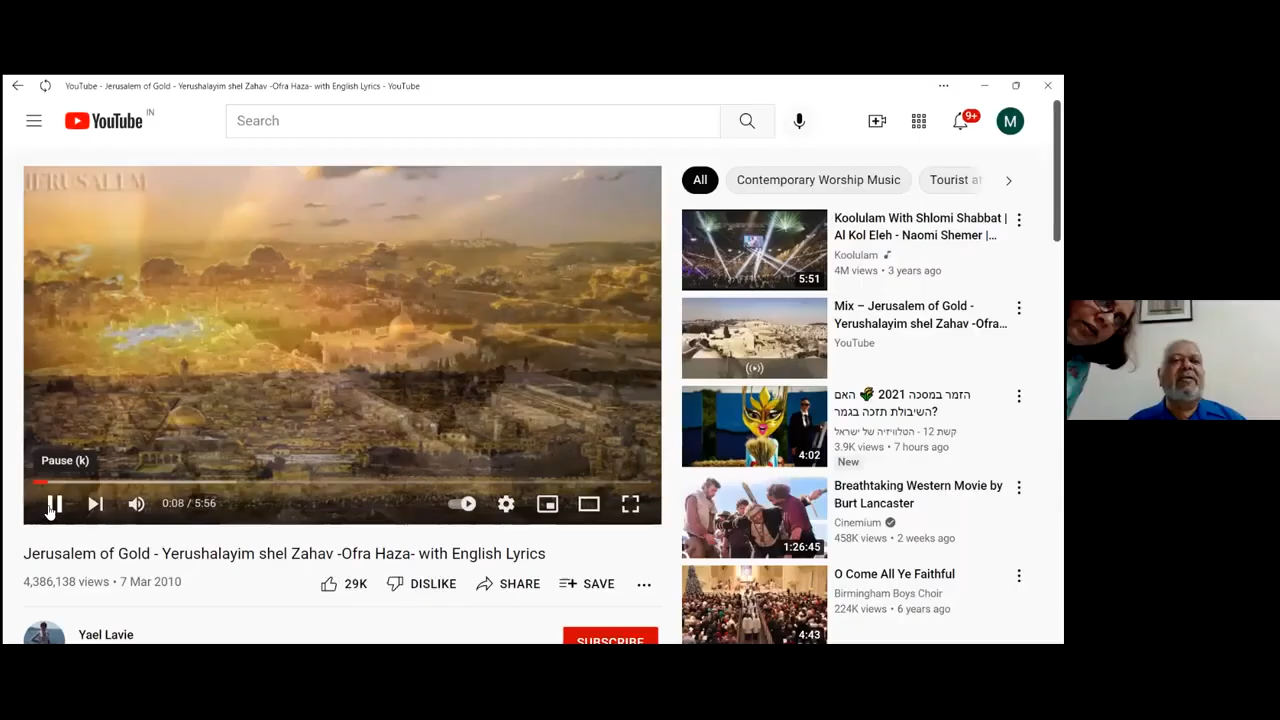 YouTube - Jerusalem of Gold - Yerushalayim shel Zahav -Ofra Haza- with English Lyrics - YouTube
YouTube IN
Search
9+
M
JERUSALEM
Pause (k)
0:08 / 5:56
Jerusalem of Gold - Yerushalayim shel Zahav -Ofra Haza- with English Lyrics
4,386,138 views • 7 Mar 2010
29K
DISLIKE
SHARE
SAVE
Yael Lavie
SUBSCRIBE
All
Contemporary Worship Music
Tourist at
5:51
Koolulam With Shlomi Shabbat |
Al Kol Eleh - Naomi Shemer |...
Koolulam
4M views • 3 years ago
Mix – Jerusalem of Gold -
Yerushalayim shel Zahav -Ofra...
YouTube
4:02
הזמר במסכה 2021 🌽 האם
השיבולת תזכה בגמר?
קשת 12 - הטלוויזיה של ישראל
3.9K views • 7 hours ago
New
1:26:45
Breathtaking Western Movie by
Burt Lancaster
Cinemium
458K views • 2 weeks ago
4:43
O Come All Ye Faithful
Birmingham Boys Choir
224K views • 6 years ago